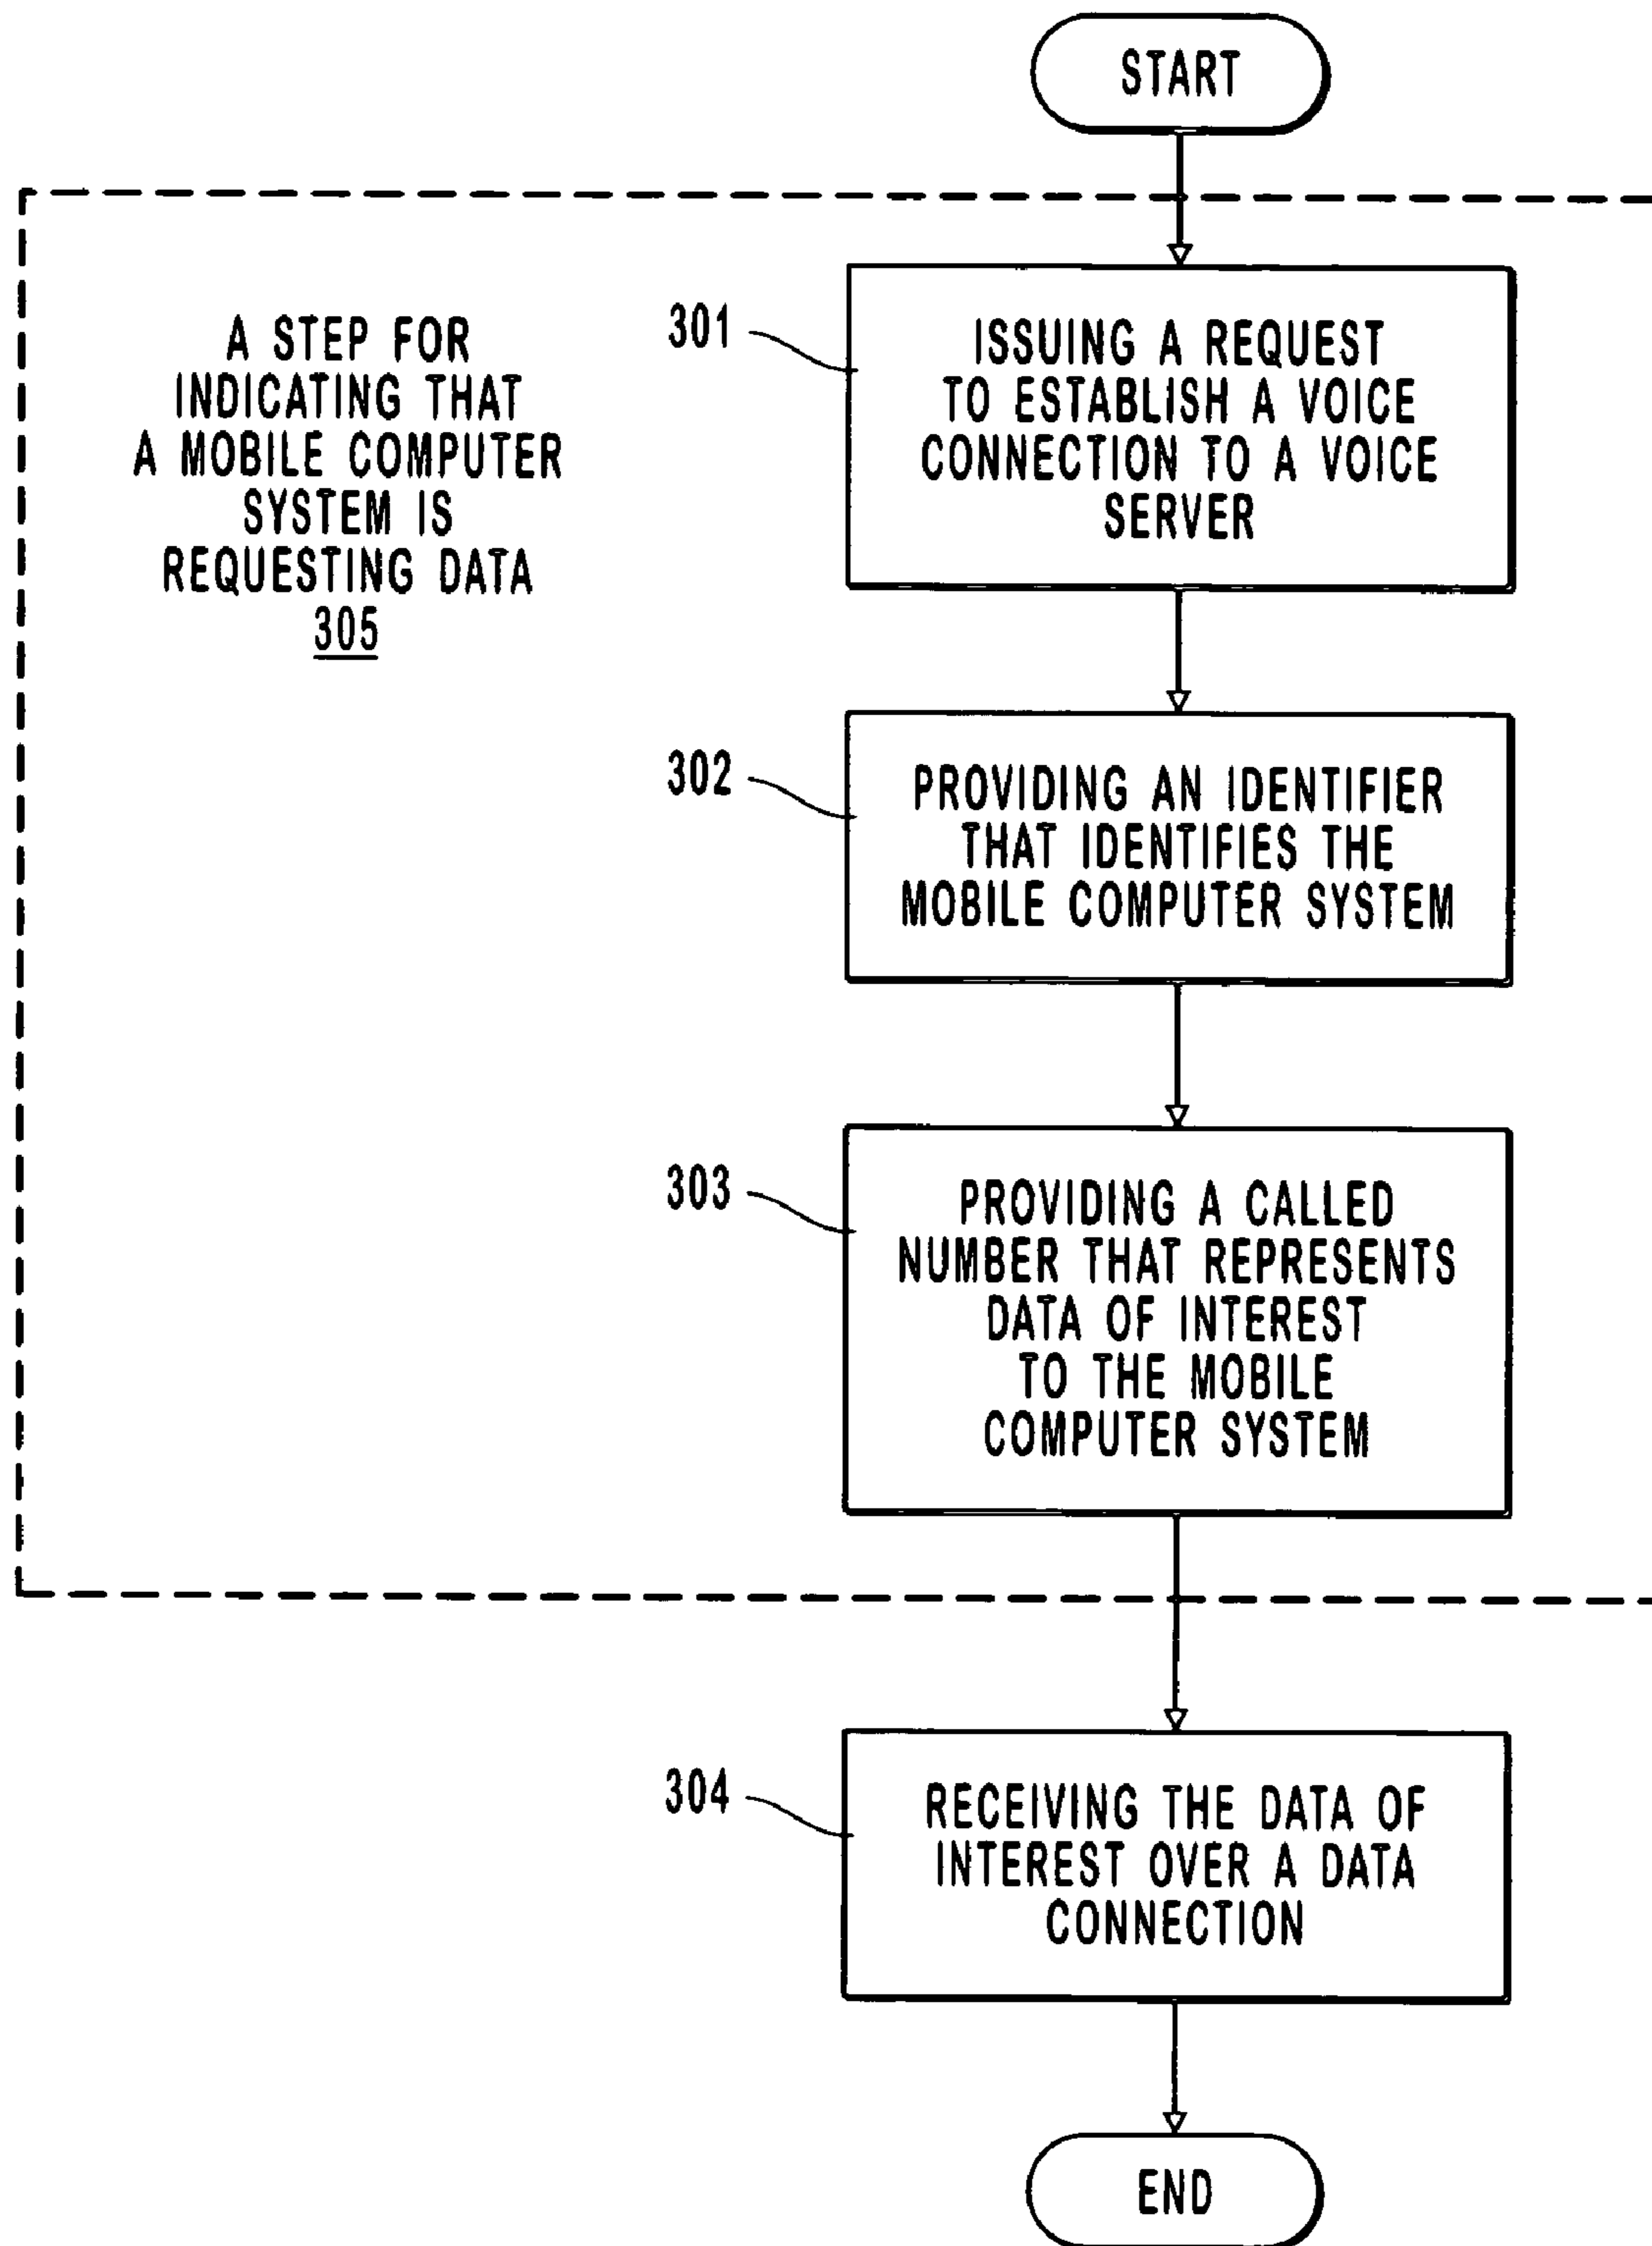 START
A STEP FOR
INDICATING THAT
A MOBILE COMPUTER
SYSTEM IS
REQUESTING DATA
305
301
ISSUING A REQUEST
TO ESTABLISH A VOICE
CONNECTION TO A VOICE
SERVER
302
PROVIDING AN IDENTIFIER
THAT IDENTIFIES THE
MOBILE COMPUTER SYSTEM
303
PROVIDING A CALLED
NUMBER THAT REPRESENTS
DATA OF INTEREST
TO THE MOBILE
COMPUTER SYSTEM
304
RECEIVING THE DATA OF
INTEREST OVER A DATA
CONNECTION
END